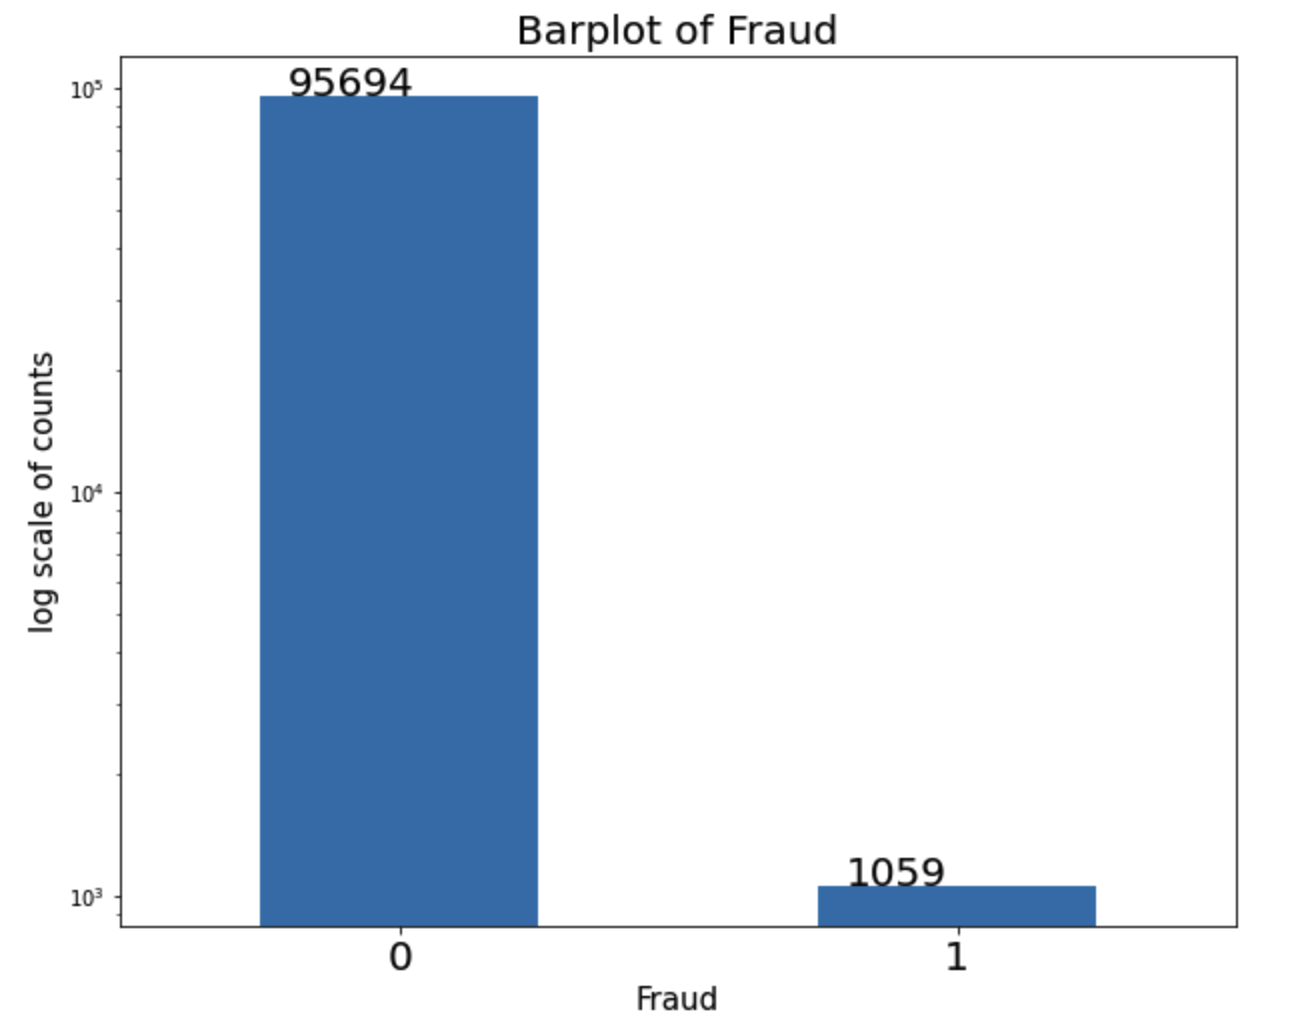 Barplot of Fraud
95694
10⁵
10⁴
10³
log scale of counts
1059
0
1
Fraud